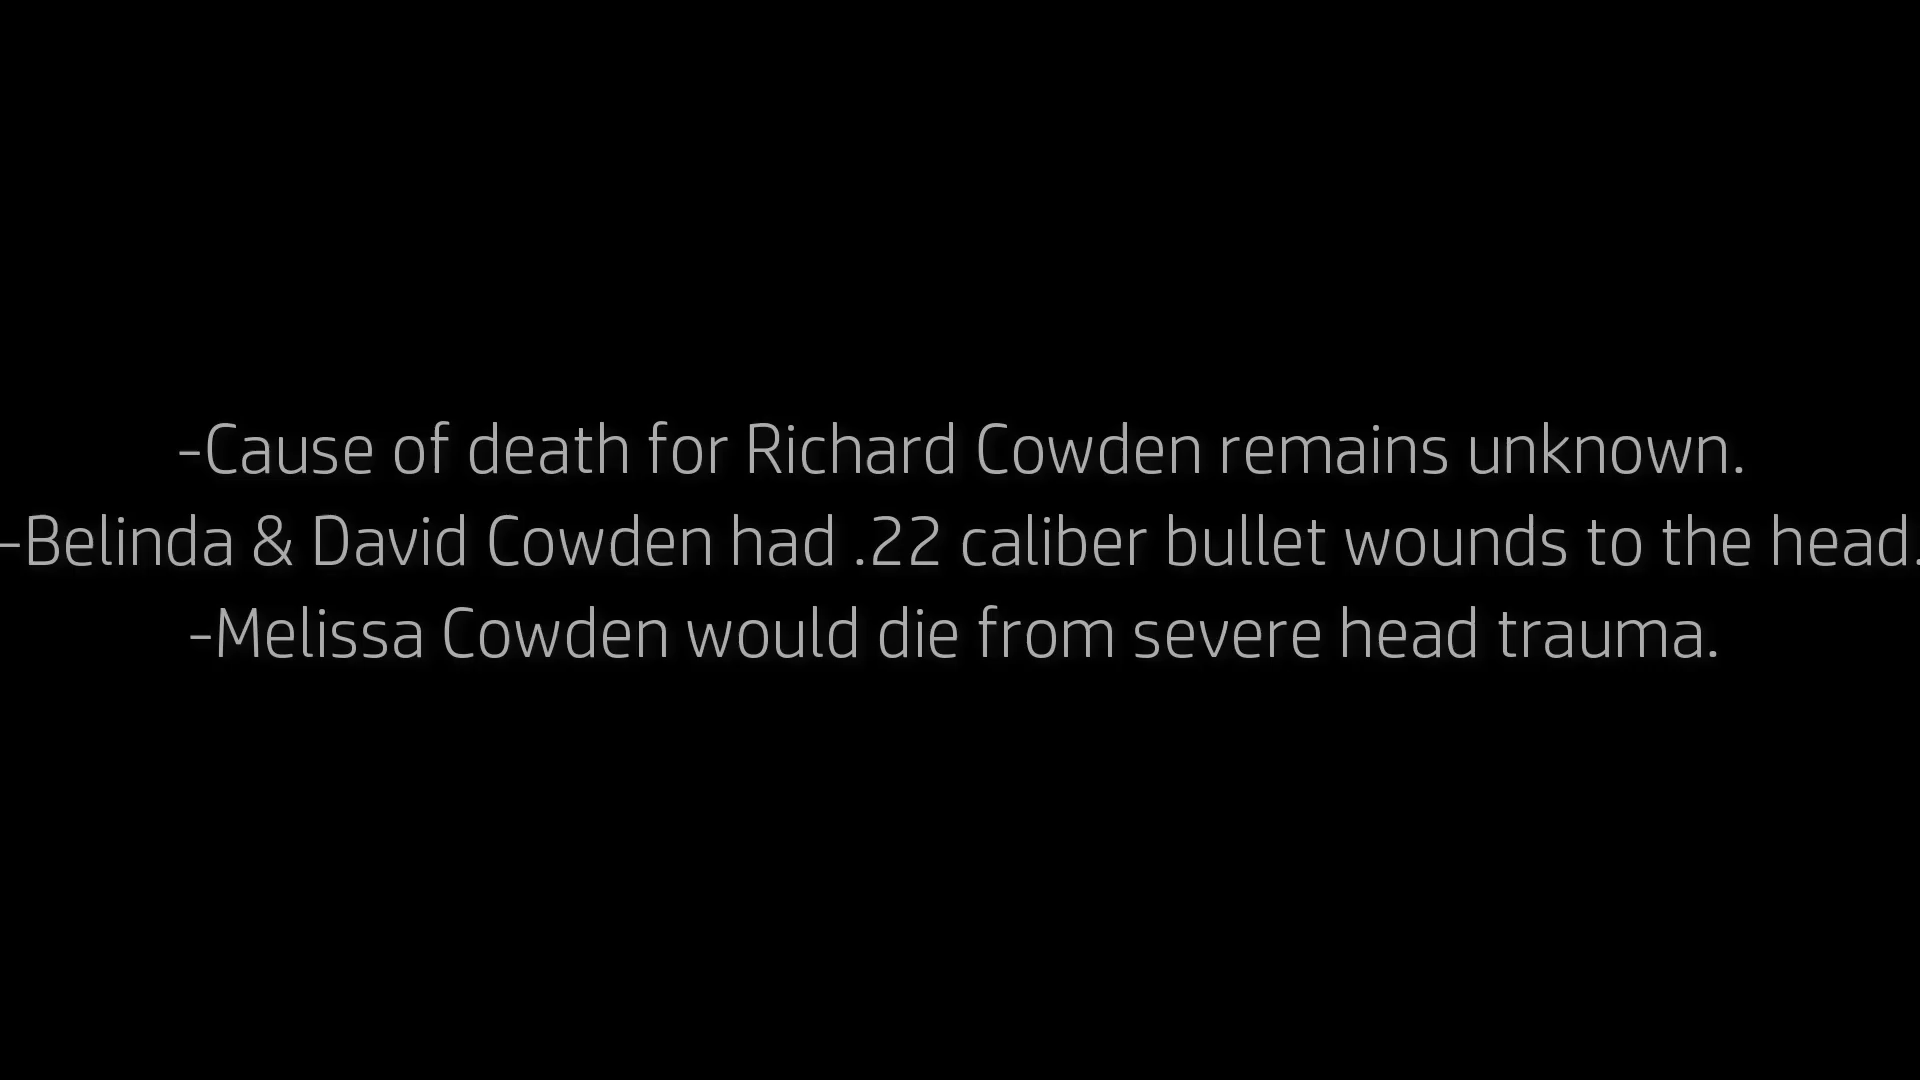 -Cause of death for Richard Cowden remains unknown.
-Belinda & David Cowden had .22 caliber bullet wounds to the head.
-Melissa Cowden would die from severe head trauma.